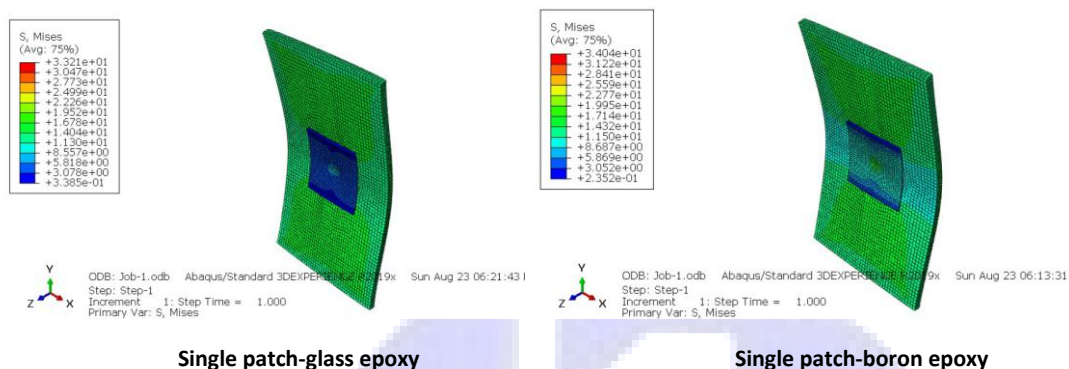 S, Mises
(Avg: 75%)
+3.321e+01
+3.047e+01
+2.773e+01
+2.499e+01
+2.226e+01
+1.952e+01
+1.678e+01
+1.404e+01
+1.130e+01
+8.557e+00
+5.818e+00
+3.078e+00
+3.385e-01
Y
Z X
ODB: Job-1.odb Abaqus/Standard 3DEXPERIENCE R2019x Sun Aug 23 06:21:43
Step: Step-1
Increment 1: Step Time = 1.000
Primary Var: S, Mises
Single patch-glass epoxy
S, Mises
(Avg: 75%)
+3.404e+01
+3.122e+01
+2.841e+01
+2.559e+01
+2.277e+01
+1.995e+01
+1.714e+01
+1.432e+01
+1.150e+01
+8.687e+00
+5.869e+00
+3.052e+00
+2.352e-01
Y
Z X
ODB: Job-1.odb Abaqus/Standard 3DEXPERIENCE R2019x Sun Aug 23 06:13:31
Step: Step-1
Increment 1: Step Time = 1.000
Primary Var: S, Mises
Single patch-boron epoxy